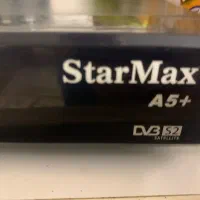 StarMax
A5+
DVB S2
SATELLITE